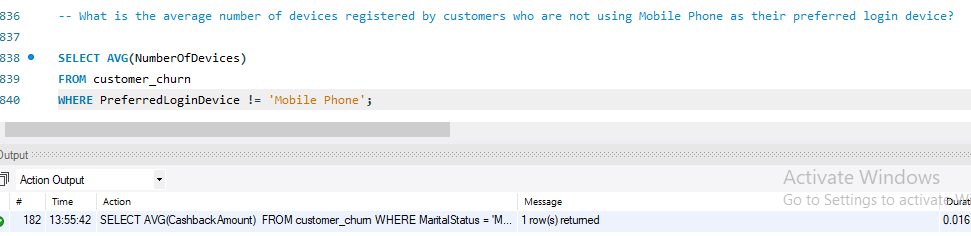 836 -- What is the average number of devices registered by customers who are not using Mobile Phone as their preferred login device?
837
838 SELECT AVG(NumberOfDevices)
839 FROM customer_churn
840 WHERE PreferredLoginDevice != 'Mobile Phone';
Output
Action Output
Activate Windows
# Time Action Message Durati
Go to Settings to activate Wi
182 13:55:42 SELECT AVG(CashbackAmount) FROM customer_churn WHERE MaritalStatus = 'M... 1 row(s) returned 0.016